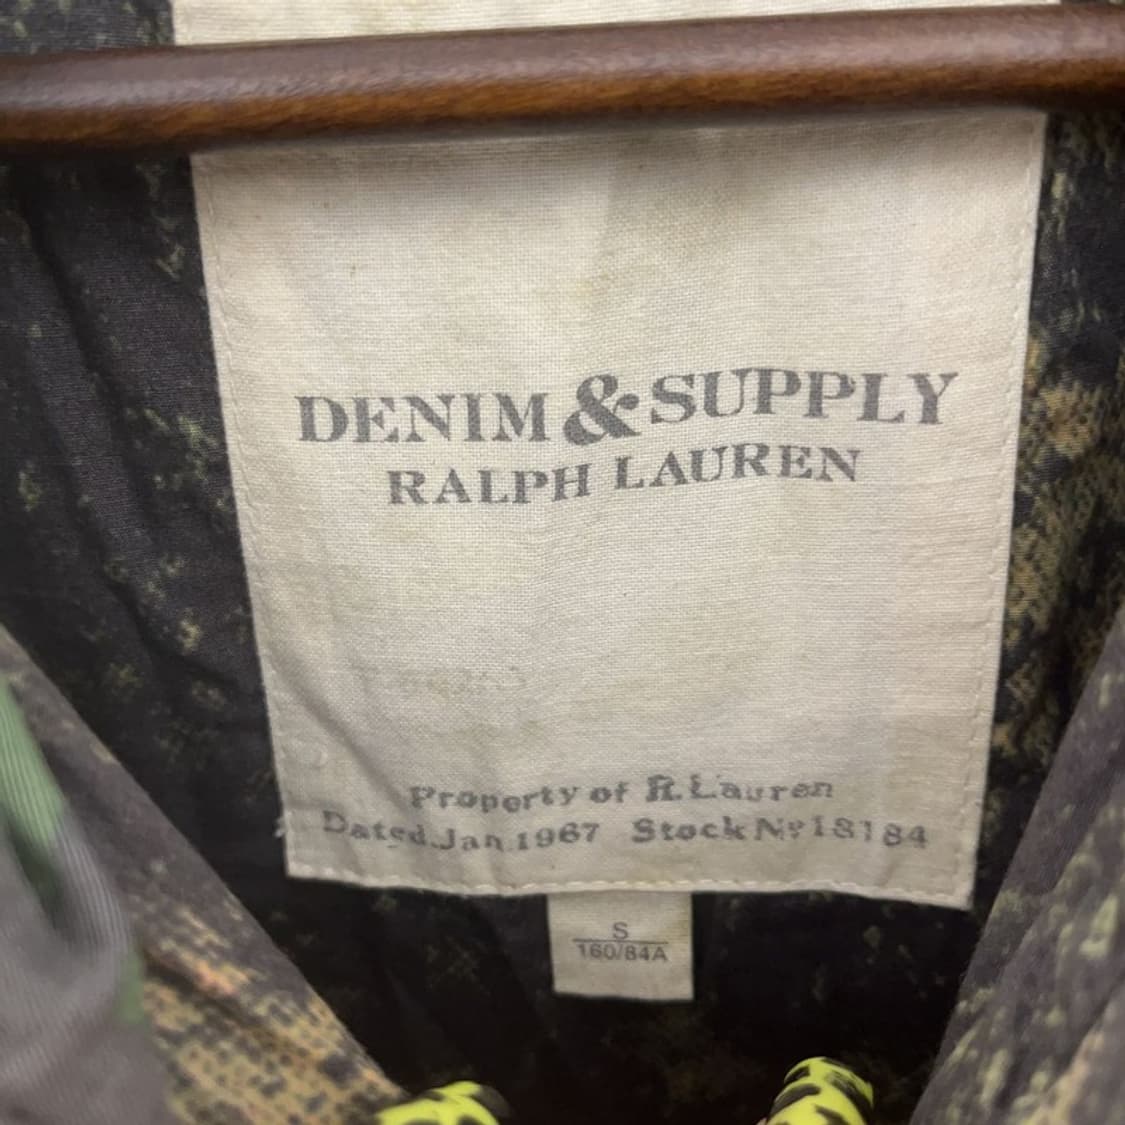 DENIM & SUPPLY
RALPH LAUREN
Property of R. Lauren
Dated Jan 1967 Stock No 18184
S
160/84A